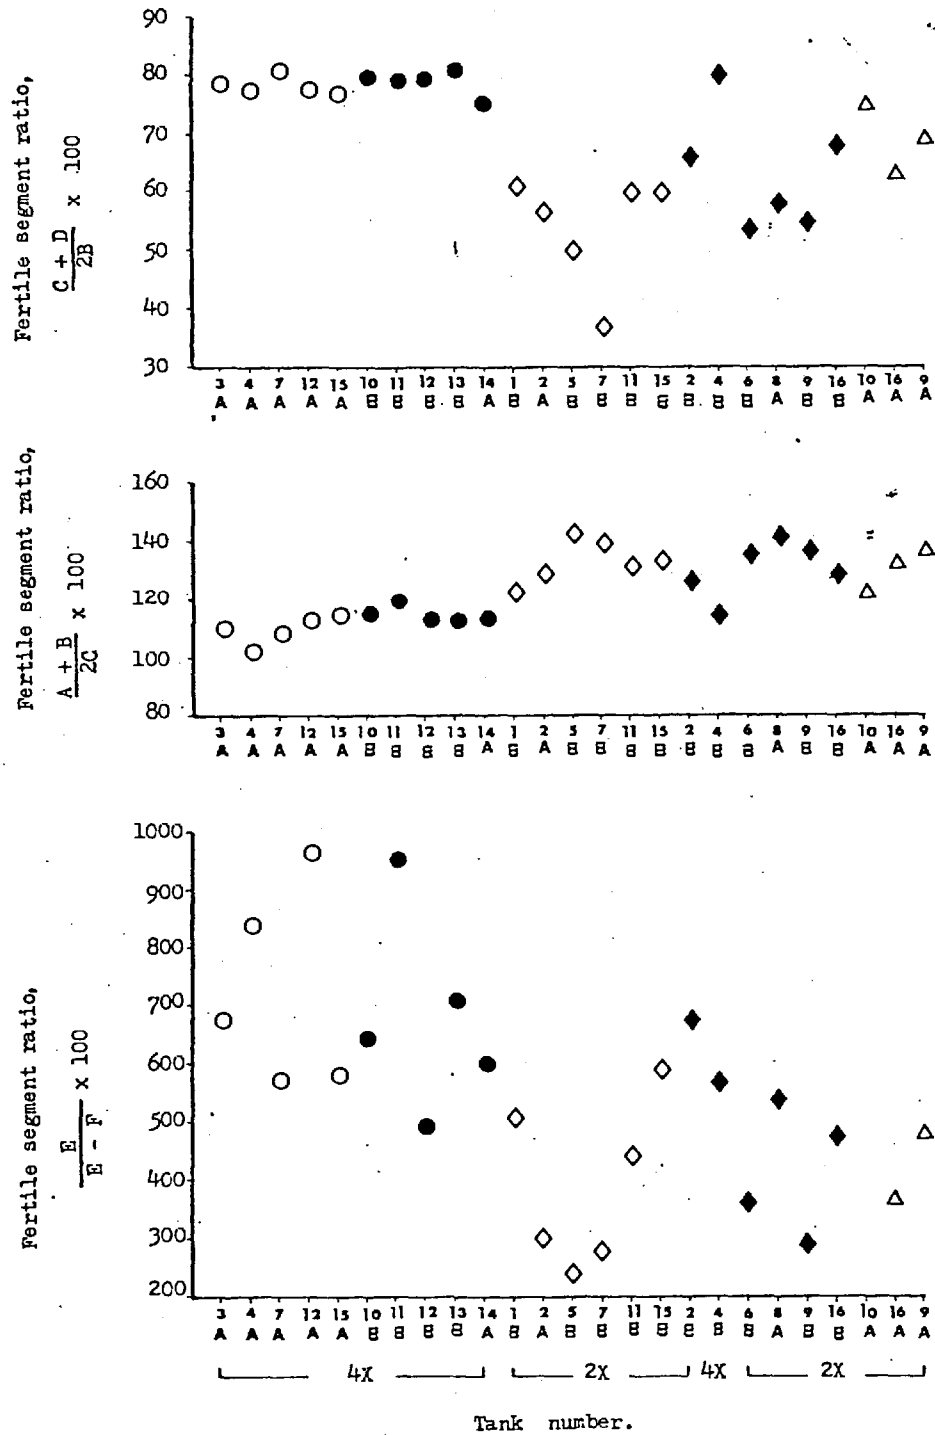 Fertile segment ratio,
C + D
2B
x 100
90
80
70
60
50
40
30
3 4 7 12 15 10 11 12 13 14 1 2 5 7 11 15 2 4 6 8 9 16 10 16 9
A A A A A B B B B A B A B B B B B B B A B B A A A
Fertile segment ratio,
A + B
2C
x 100
160
140
120
100
80
3 4 7 12 15 10 11 12 13 14 1 2 5 7 11 15 2 4 6 8 9 16 10 16 9
A A A A A B B B B A B A B B B B B B B A B B A A A
Fertile segment ratio,
E
E - F
x 100
1000
900
800
700
600
500
400
300
200
3 4 7 12 15 10 11 12 13 14 1 2 5 7 11 15 2 4 6 8 9 16 10 16 9
A A A A A B B B B A B A B B B B B B B A B B A A A
4X 2X 4X 2X
Tank number.